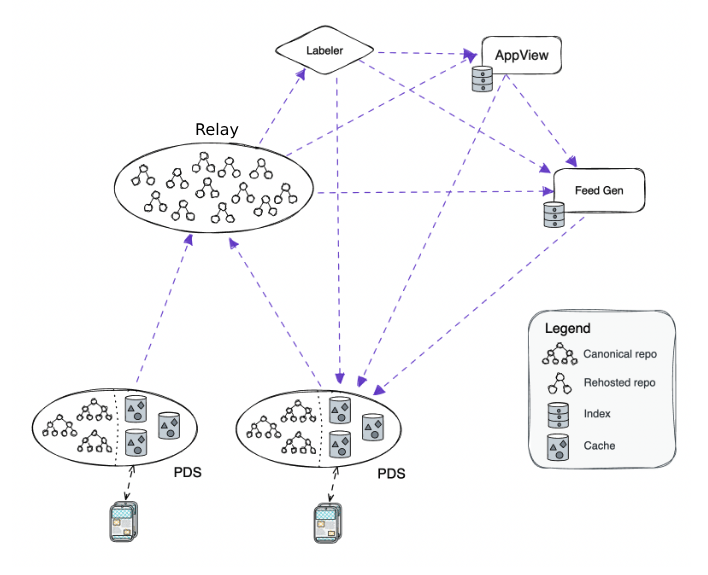 Labeler
AppView
Relay
Feed Gen
Legend
Canonical repo
Rehosted repo
Index
Cache
PDS
PDS